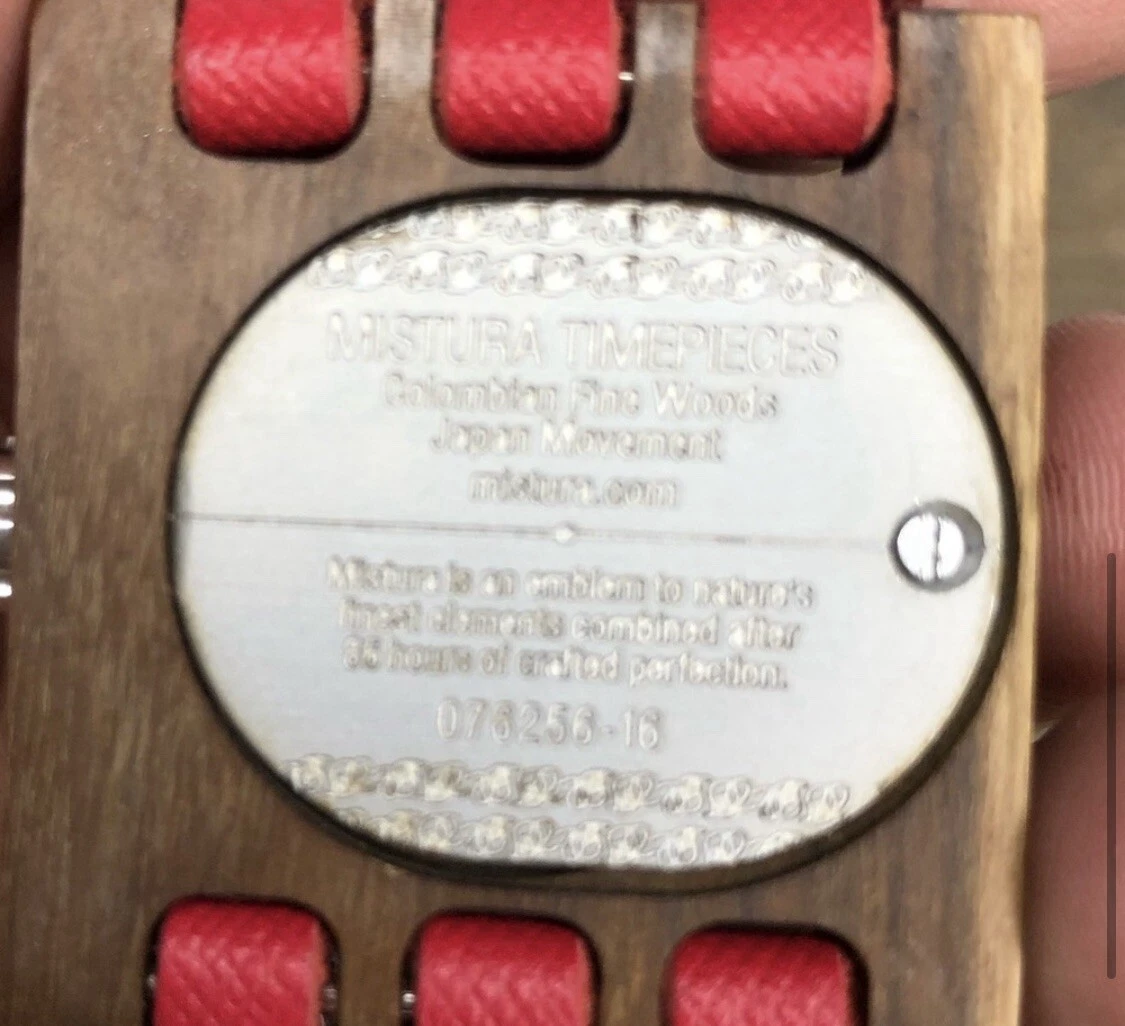 MISTURA TIMEPIECES
Colombian Fine Woods
Japan Movement
mistura.com
Mistura is an emblem to nature's
finest elements combined after
96 hours of crafted perfection.
076256-16